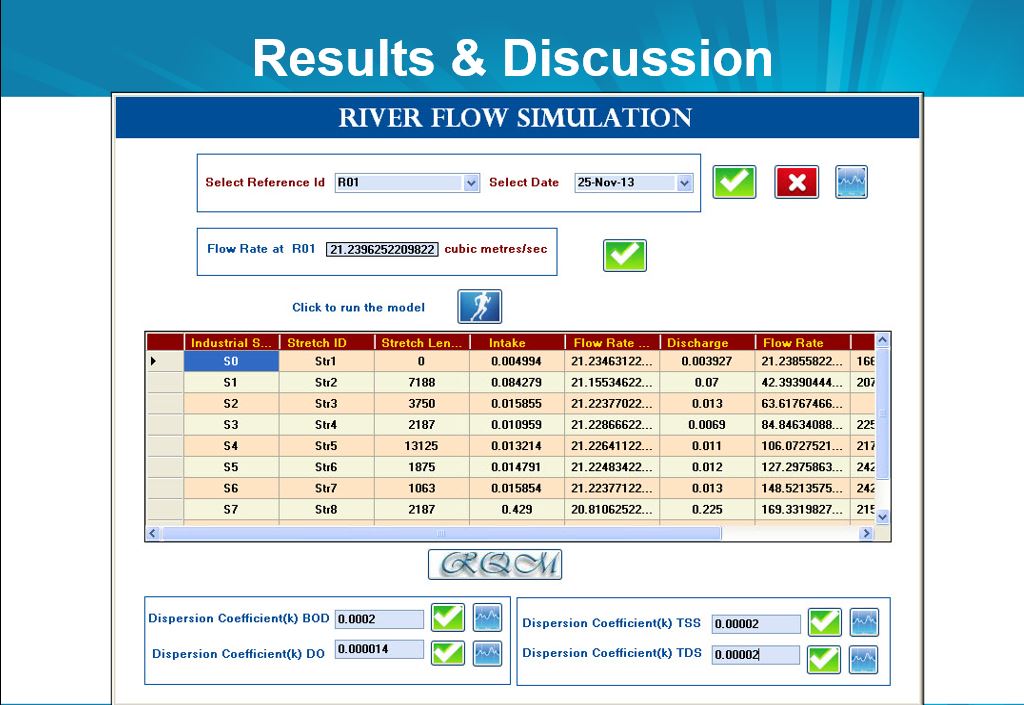 Results & Discussion
RIVER FLOW SIMULATION
Select Reference Id R01 Select Date 25-Nov-13
Flow Rate at R01 21.2396252209822 cubic metres/sec
Click to run the model
Industrial S... Stretch ID Stretch Len... Intake Flow Rate ... Discharge Flow Rate
S0 Str1 0 0.004994 21.23463122... 0.003927 21.23855822... 166
S1 Str2 7188 0.084279 21.15534622... 0.07 42.39390444... 207
S2 Str3 3750 0.015855 21.22377022... 0.013 63.61767466...
S3 Str4 2187 0.010959 21.22866622... 0.0069 84.84634088... 225
S4 Str5 13125 0.013214 21.22641122... 0.011 106.0727521... 217
S5 Str6 1875 0.014791 21.22483422... 0.012 127.2975863... 242
S6 Str7 1063 0.015854 21.22377122... 0.013 148.5213575... 242
S7 Str8 2187 0.429 20.81062522... 0.225 169.3319827... 215
RQM
Dispersion Coefficient(k) BOD 0.0002
Dispersion Coefficient(k) DO 0.000014
Dispersion Coefficient(k) TSS 0.00002
Dispersion Coefficient(k) TDS 0.00002